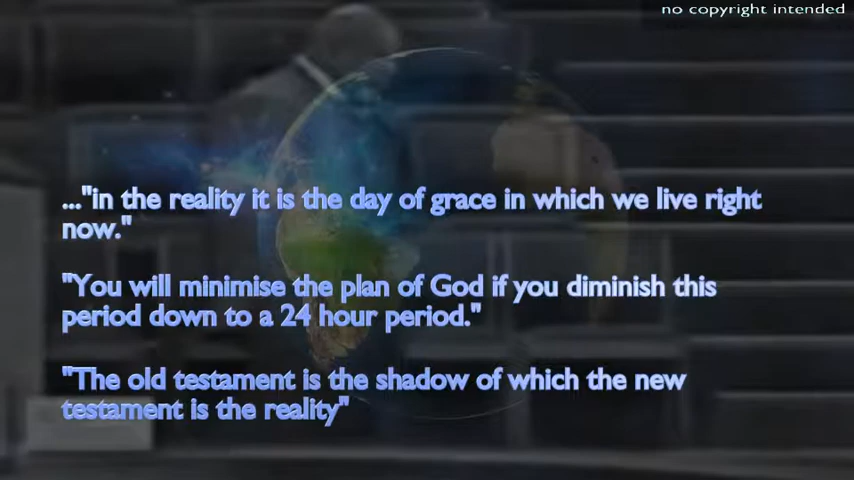 no copyright intended
..."in the reality it is the day of grace in which we live right
now."
"You will minimise the plan of God if you diminish this
period down to a 24 hour period."
"The old testament is the shadow of which the new
testament is the reality"